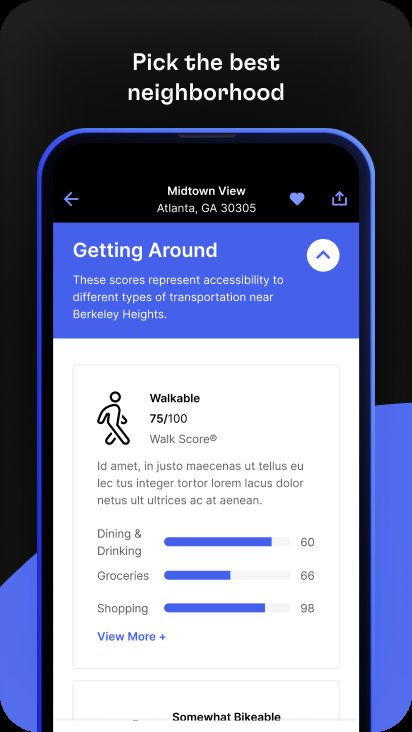 Pick the best
neighborhood
Midtown View
Atlanta, GA 30305
Getting Around
These scores represent accessibility to
different types of transportation near
Berkeley Heights.
Walkable
75/100
Walk Score®
Id amet, in justo maecenas ut tellus eu
lec tus integer tortor lorem lacus dolor
netus ult ultrices ac at aenean.
Dining &
Drinking
60
Groceries
66
Shopping
98
View More +
Somewhat Bikeable